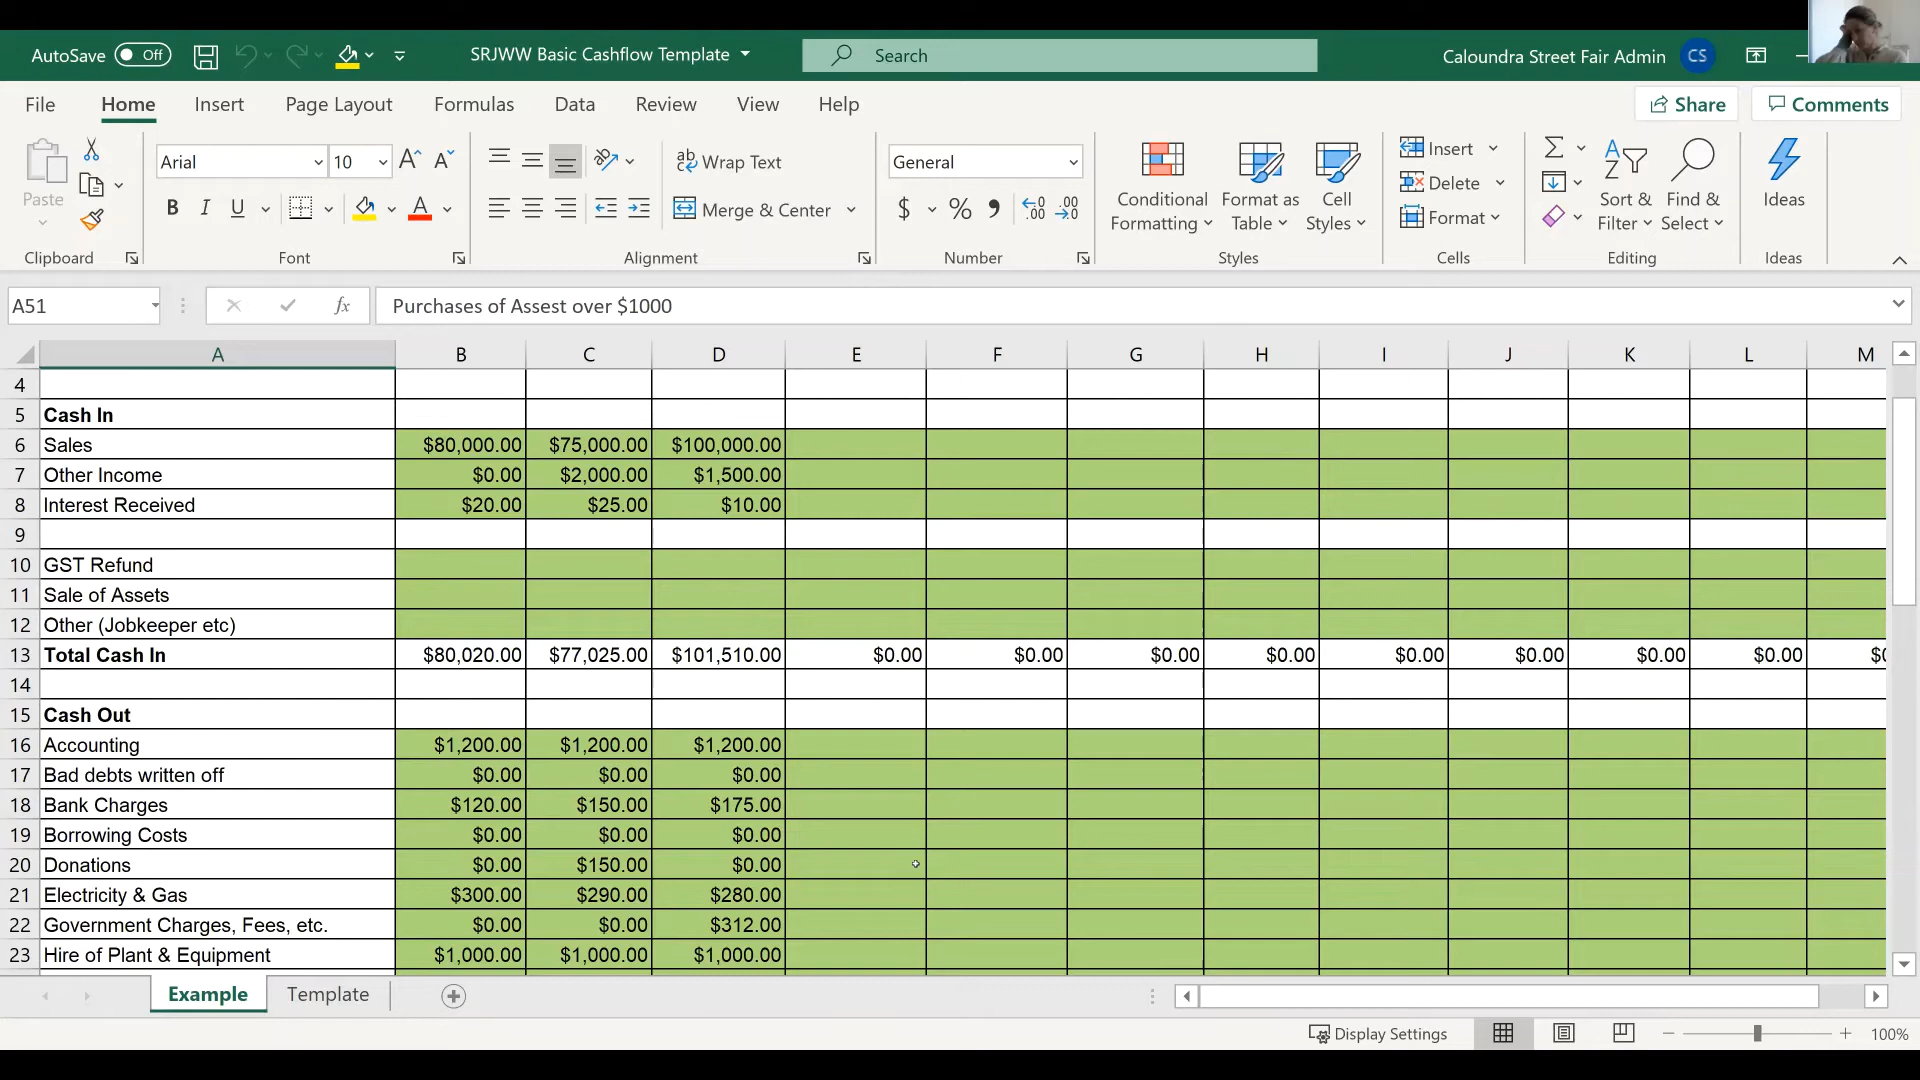 AutoSave Off SRJWW Basic Cashflow Template Search Caloundra Street Fair Admin CS
File Home Insert Page Layout Formulas Data Review View Help Share Comments
Paste Arial 10 Wrap Text General Conditional Formatting Format as Table Cell Styles Insert Delete Format Sort & Filter Find & Select Ideas
B I U Merge & Center $ % 
Clipboard Font Alignment Number Styles Cells Editing Ideas
A51 fx Purchases of Assest over $1000
A B C D E F G H I J K L M
4
5 Cash In
6 Sales $80,000.00 $75,000.00 $100,000.00
7 Other Income $0.00 $2,000.00 $1,500.00
8 Interest Received $20.00 $25.00 $10.00
9
10 GST Refund
11 Sale of Assets
12 Other (Jobkeeper etc)
13 Total Cash In $80,020.00 $77,025.00 $101,510.00 $0.00 $0.00 $0.00 $0.00 $0.00 $0.00 $0.00 $0.00
14
15 Cash Out
16 Accounting $1,200.00 $1,200.00 $1,200.00
17 Bad debts written off $0.00 $0.00 $0.00
18 Bank Charges $120.00 $150.00 $175.00
19 Borrowing Costs $0.00 $0.00 $0.00
20 Donations $0.00 $150.00 $0.00
21 Electricity & Gas $300.00 $290.00 $280.00
22 Government Charges, Fees, etc. $0.00 $0.00 $312.00
23 Hire of Plant & Equipment $1,000.00 $1,000.00 $1,000.00
Example Template
Display Settings 100%